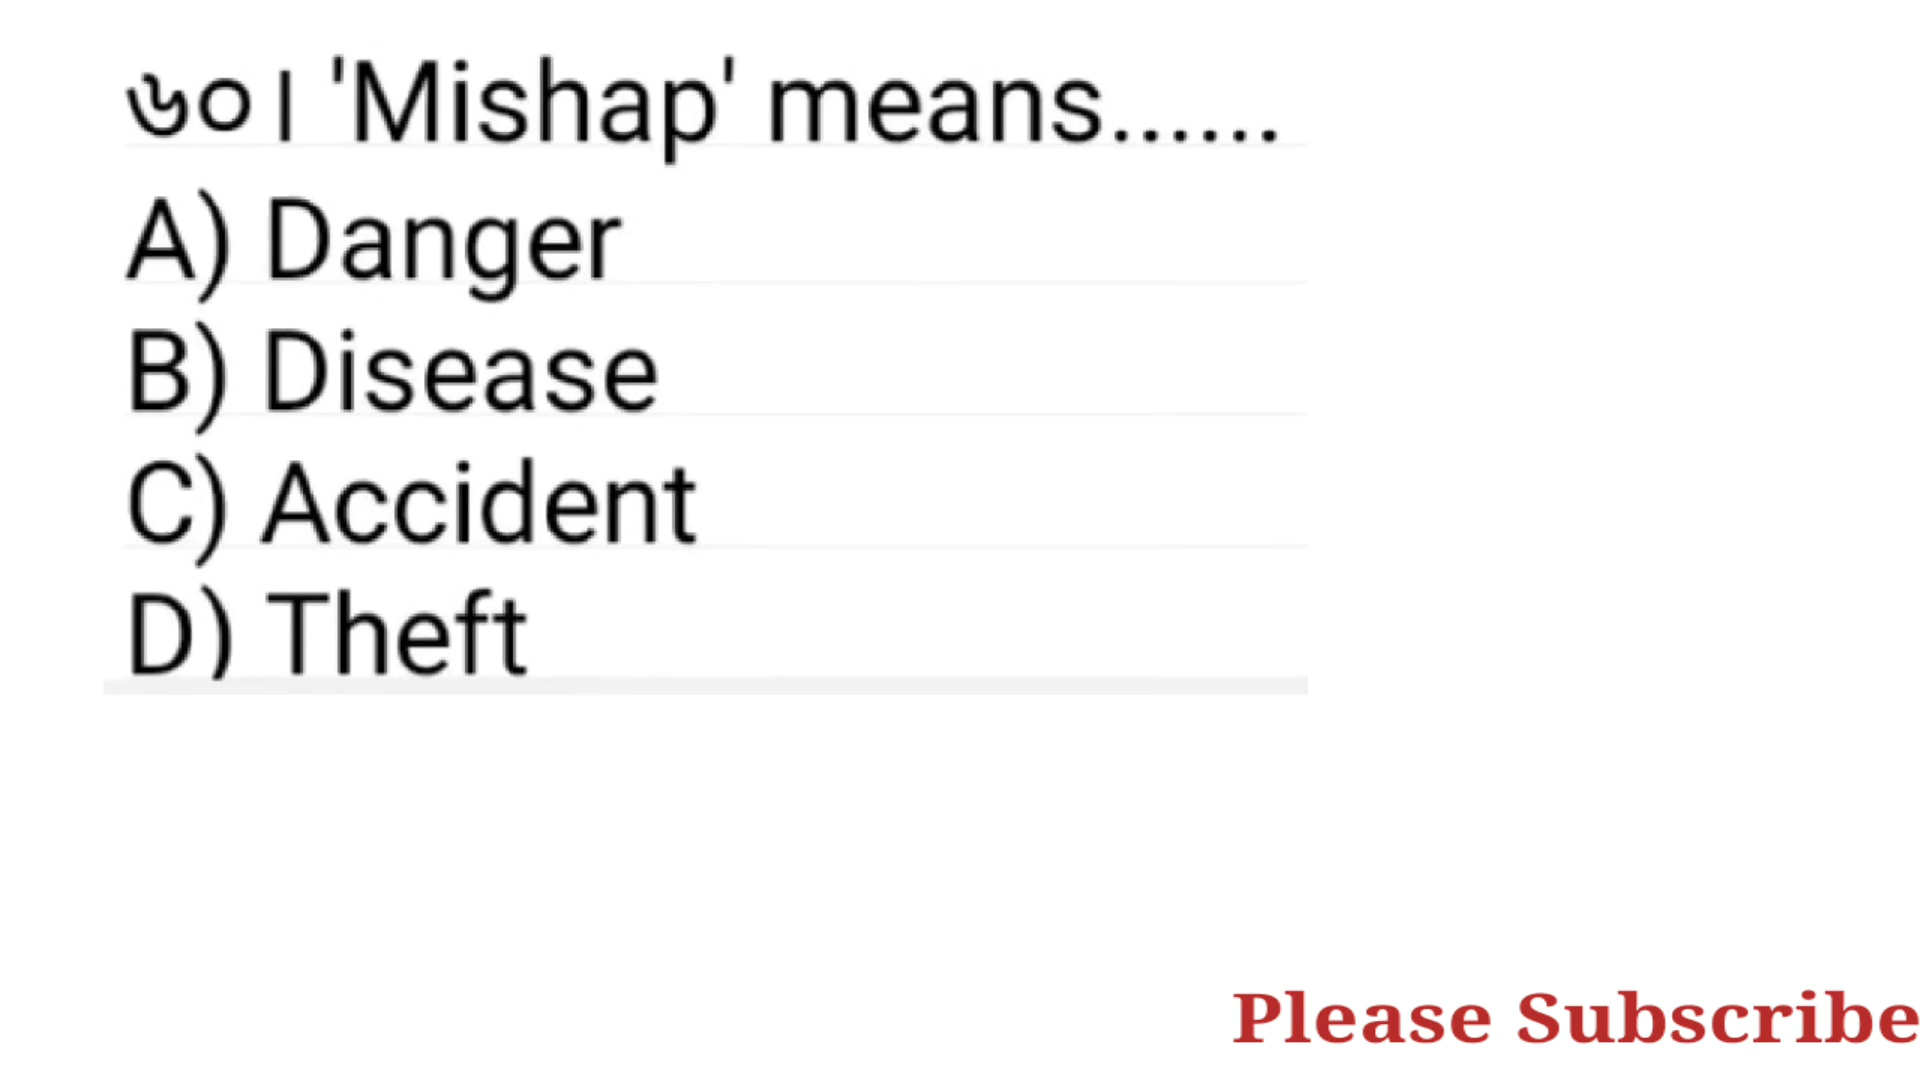 ৬০। 'Mishap' means......
A) Danger
B) Disease
C) Accident
D) Theft
Please Subscribe